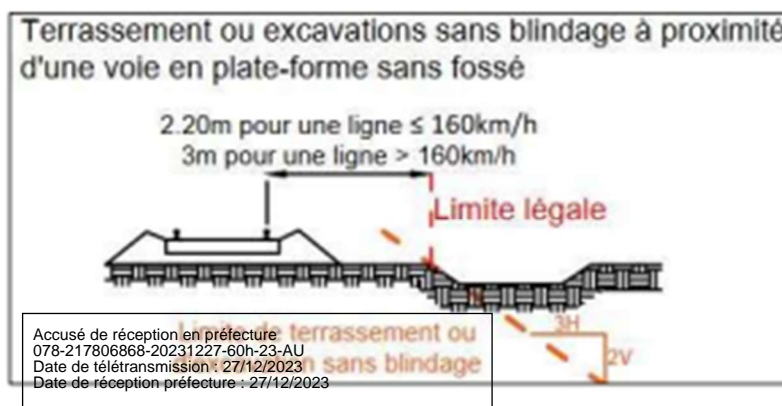 Terrassement ou excavations sans blindage à proximité
d'une voie en plate-forme sans fossé
2.20m pour une ligne ≤ 160km/h
3m pour une ligne > 160km/h
Limite légale
Limite de terrassement ou
sans blindage
3H
2V
Accusé de réception en préfecture
078-217806868-20231227-60h-23-AU
Date de télétransmission : 27/12/2023
Date de réception préfecture : 27/12/2023